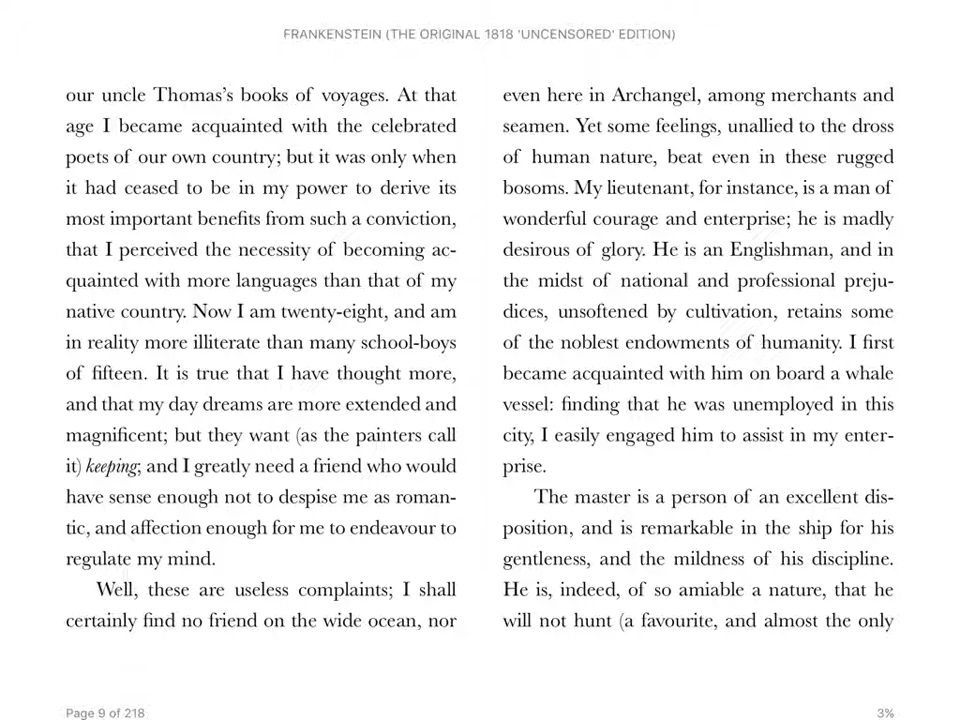 FRANKENSTEIN (THE ORIGINAL 1818 'UNCENSORED' EDITION)
our uncle Thomas’s books of voyages. At that
age I became acquainted with the celebrated
poets of our own country; but it was only when
it had ceased to be in my power to derive its
most important benefits from such a conviction,
that I perceived the necessity of becoming ac-
quainted with more languages than that of my
native country. Now I am twenty-eight, and am
in reality more illiterate than many school-boys
of fifteen. It is true that I have thought more,
and that my day dreams are more extended and
magnificent; but they want (as the painters call
it) keeping; and I greatly need a friend who would
have sense enough not to despise me as roman-
tic, and affection enough for me to endeavour to
regulate my mind.
Well, these are useless complaints; I shall
certainly find no friend on the wide ocean, nor
even here in Archangel, among merchants and
seamen. Yet some feelings, unallied to the dross
of human nature, beat even in these rugged
bosoms. My lieutenant, for instance, is a man of
wonderful courage and enterprise; he is madly
desirous of glory. He is an Englishman, and in
the midst of national and professional preju-
dices, unsoftened by cultivation, retains some
of the noblest endowments of humanity. I first
became acquainted with him on board a whale
vessel: finding that he was unemployed in this
city, I easily engaged him to assist in my enter-
prise.
The master is a person of an excellent dis-
position, and is remarkable in the ship for his
gentleness, and the mildness of his discipline.
He is, indeed, of so amiable a nature, that he
will not hunt (a favourite, and almost the only
Page 9 of 218
3%